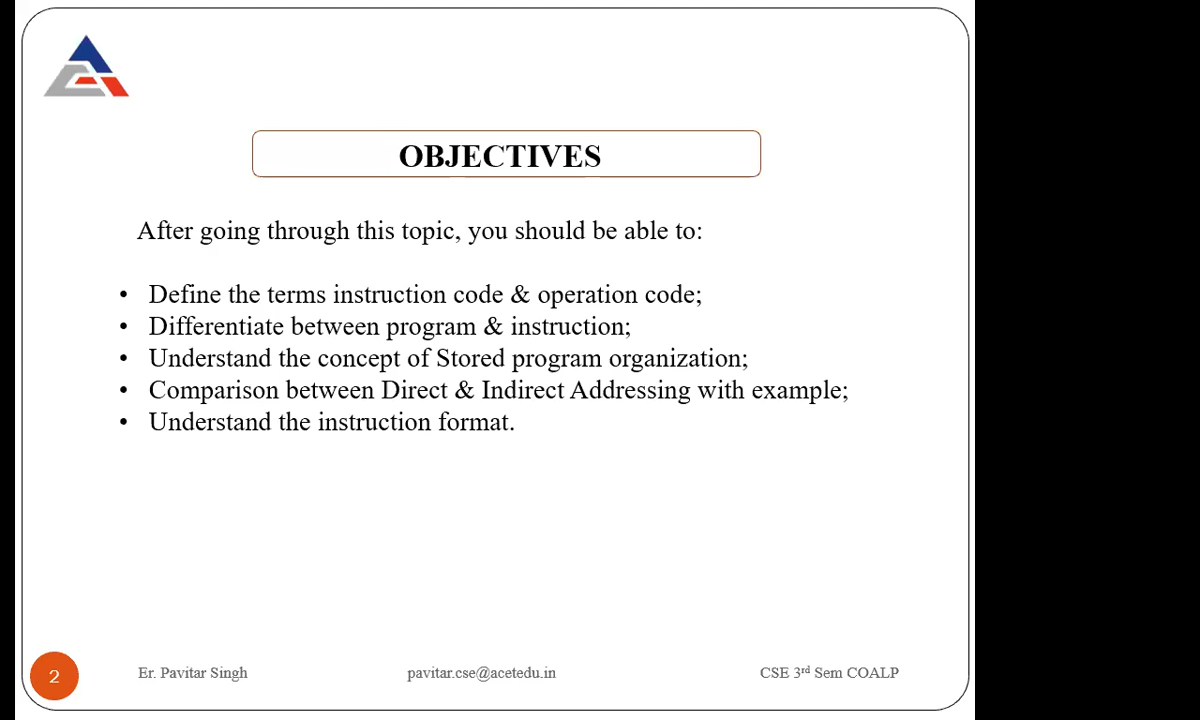 OBJECTIVES
After going through this topic, you should be able to:
• Define the terms instruction code & operation code;
• Differentiate between program & instruction;
• Understand the concept of Stored program organization;
• Comparison between Direct & Indirect Addressing with example;
• Understand the instruction format.
2 Er. Pavitar Singh pavitar.cse@acetedu.in CSE 3rd Sem COALP